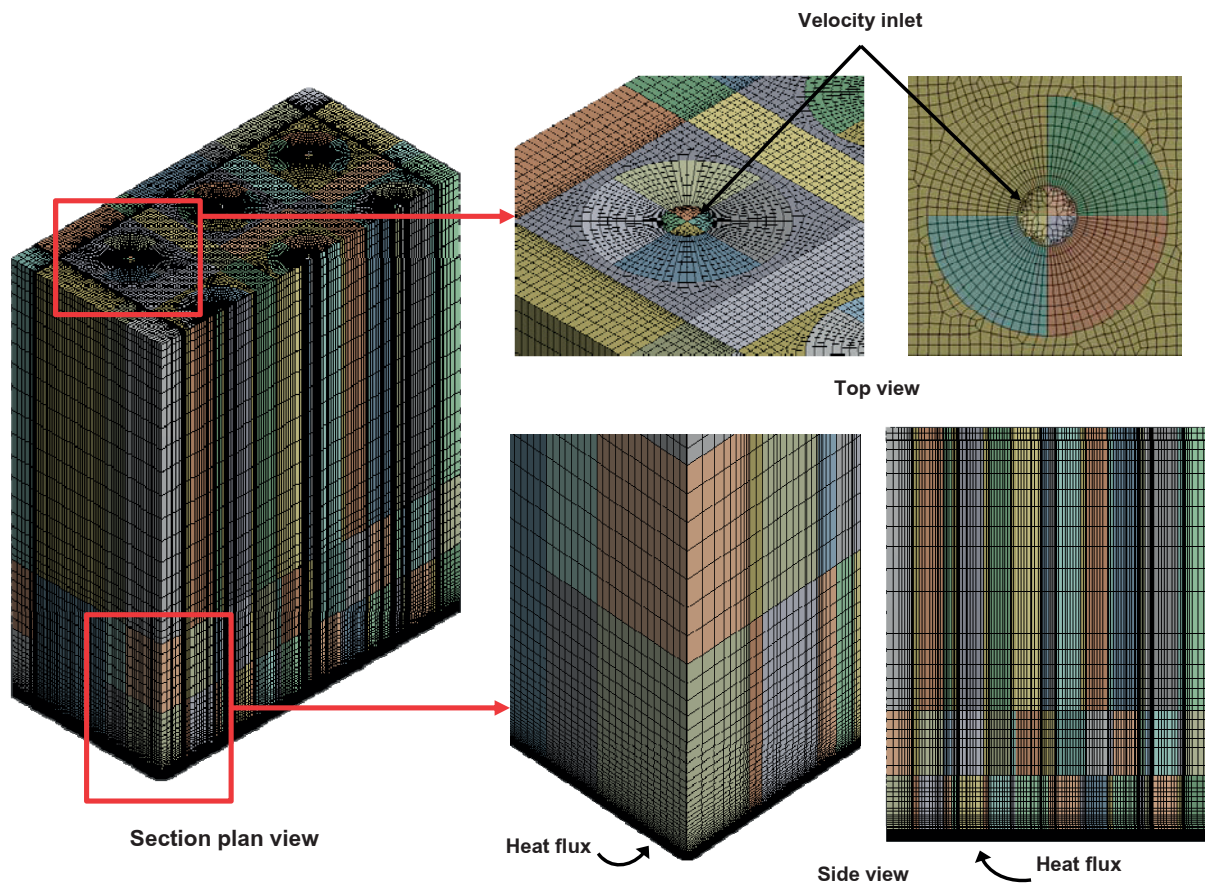 Velocity inlet
Top view
Section plan view
Heat flux
Side view
Heat flux